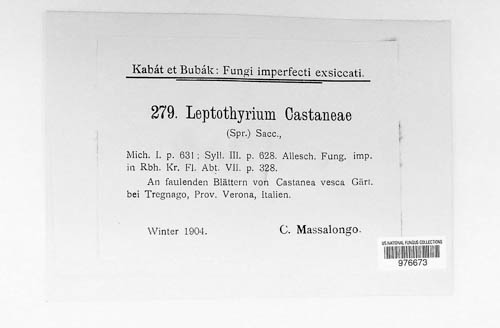 Kabát et Bubák: Fungi imperfecti exsiccati.
279. Leptothyrium Castaneae
(Spr.) Sacc.,
Mich. I. p. 631; Syll. III. p. 628. Allesch. Fung. imp.
in Rbh. Kr. Fl. Abt. VII. p. 328.
An faulenden Blättern von Castanea vesca Gärt.
bei Tregnago, Prov. Verona, Italien.
Winter 1904. C. Massalongo.
US NATIONAL FUNGUS COLLECTIONS
976673